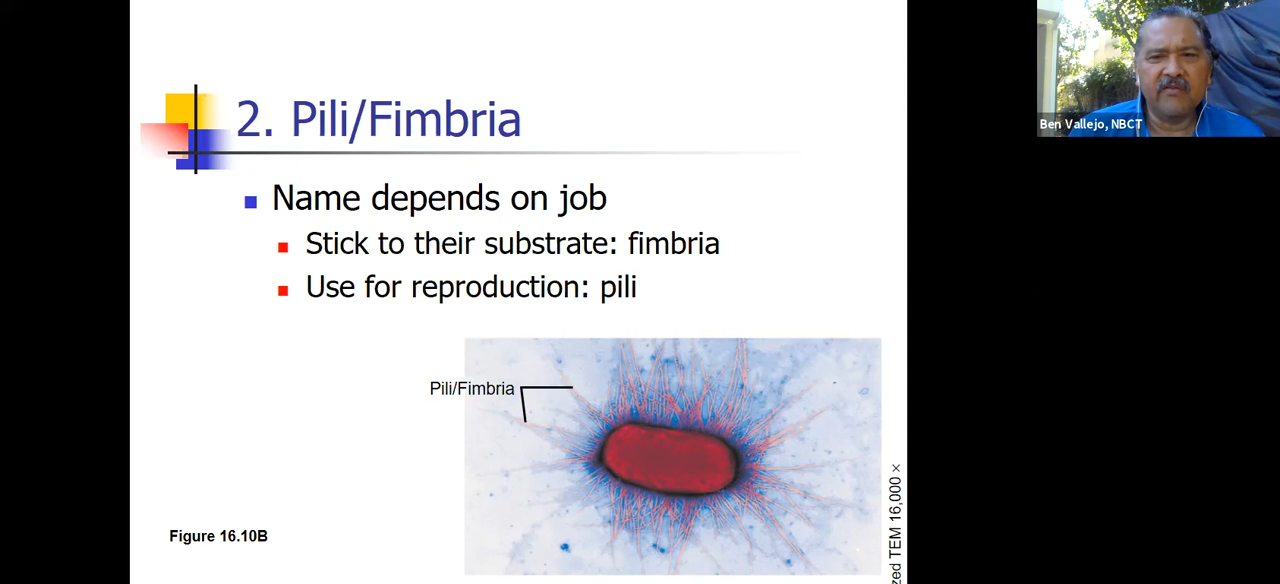 2. Pili/Fimbria
Name depends on job
Stick to their substrate: fimbria
Use for reproduction: pili
Pili/Fimbria
Figure 16.10B
TEM 16,000 ×
Ben Vallejo, NBCT